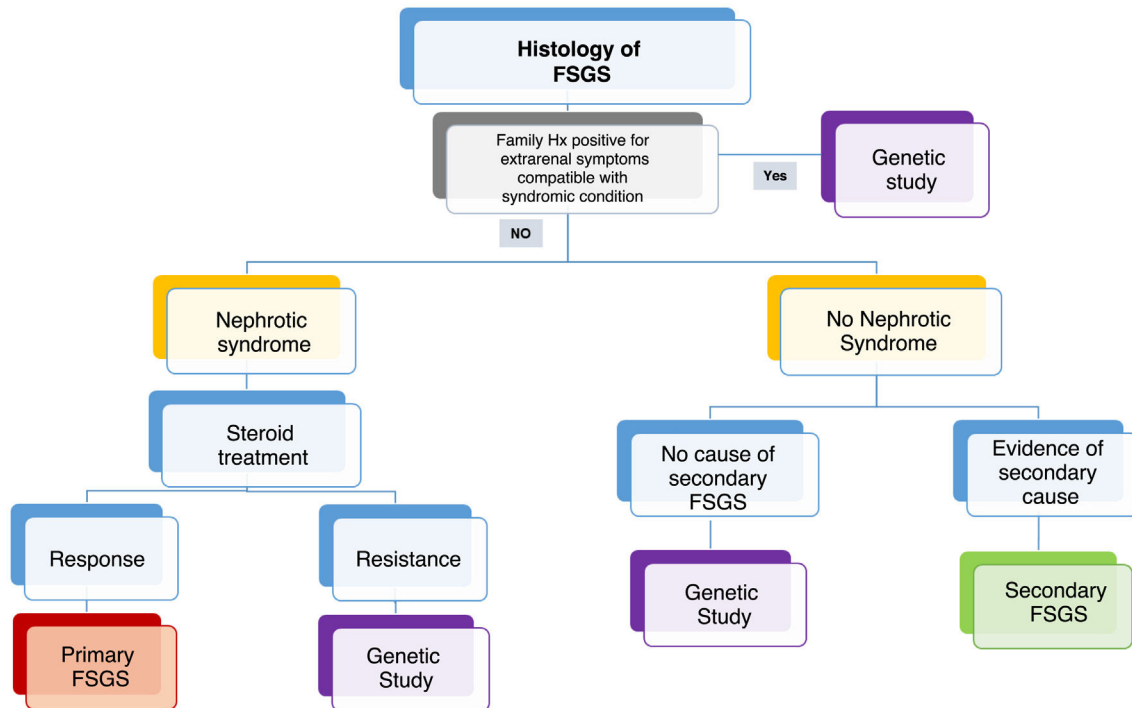 Histology of
FSGS
Family Hx positive for
extrarenal symptoms
compatible with
syndromic condition
Yes
Genetic
study
NO
Nephrotic
syndrome
No Nephrotic
Syndrome
Steroid
treatment
No cause of
secondary
FSGS
Evidence of
secondary
cause
Response
Resistance
Genetic
Study
Secondary
FSGS
Primary
FSGS
Genetic
Study